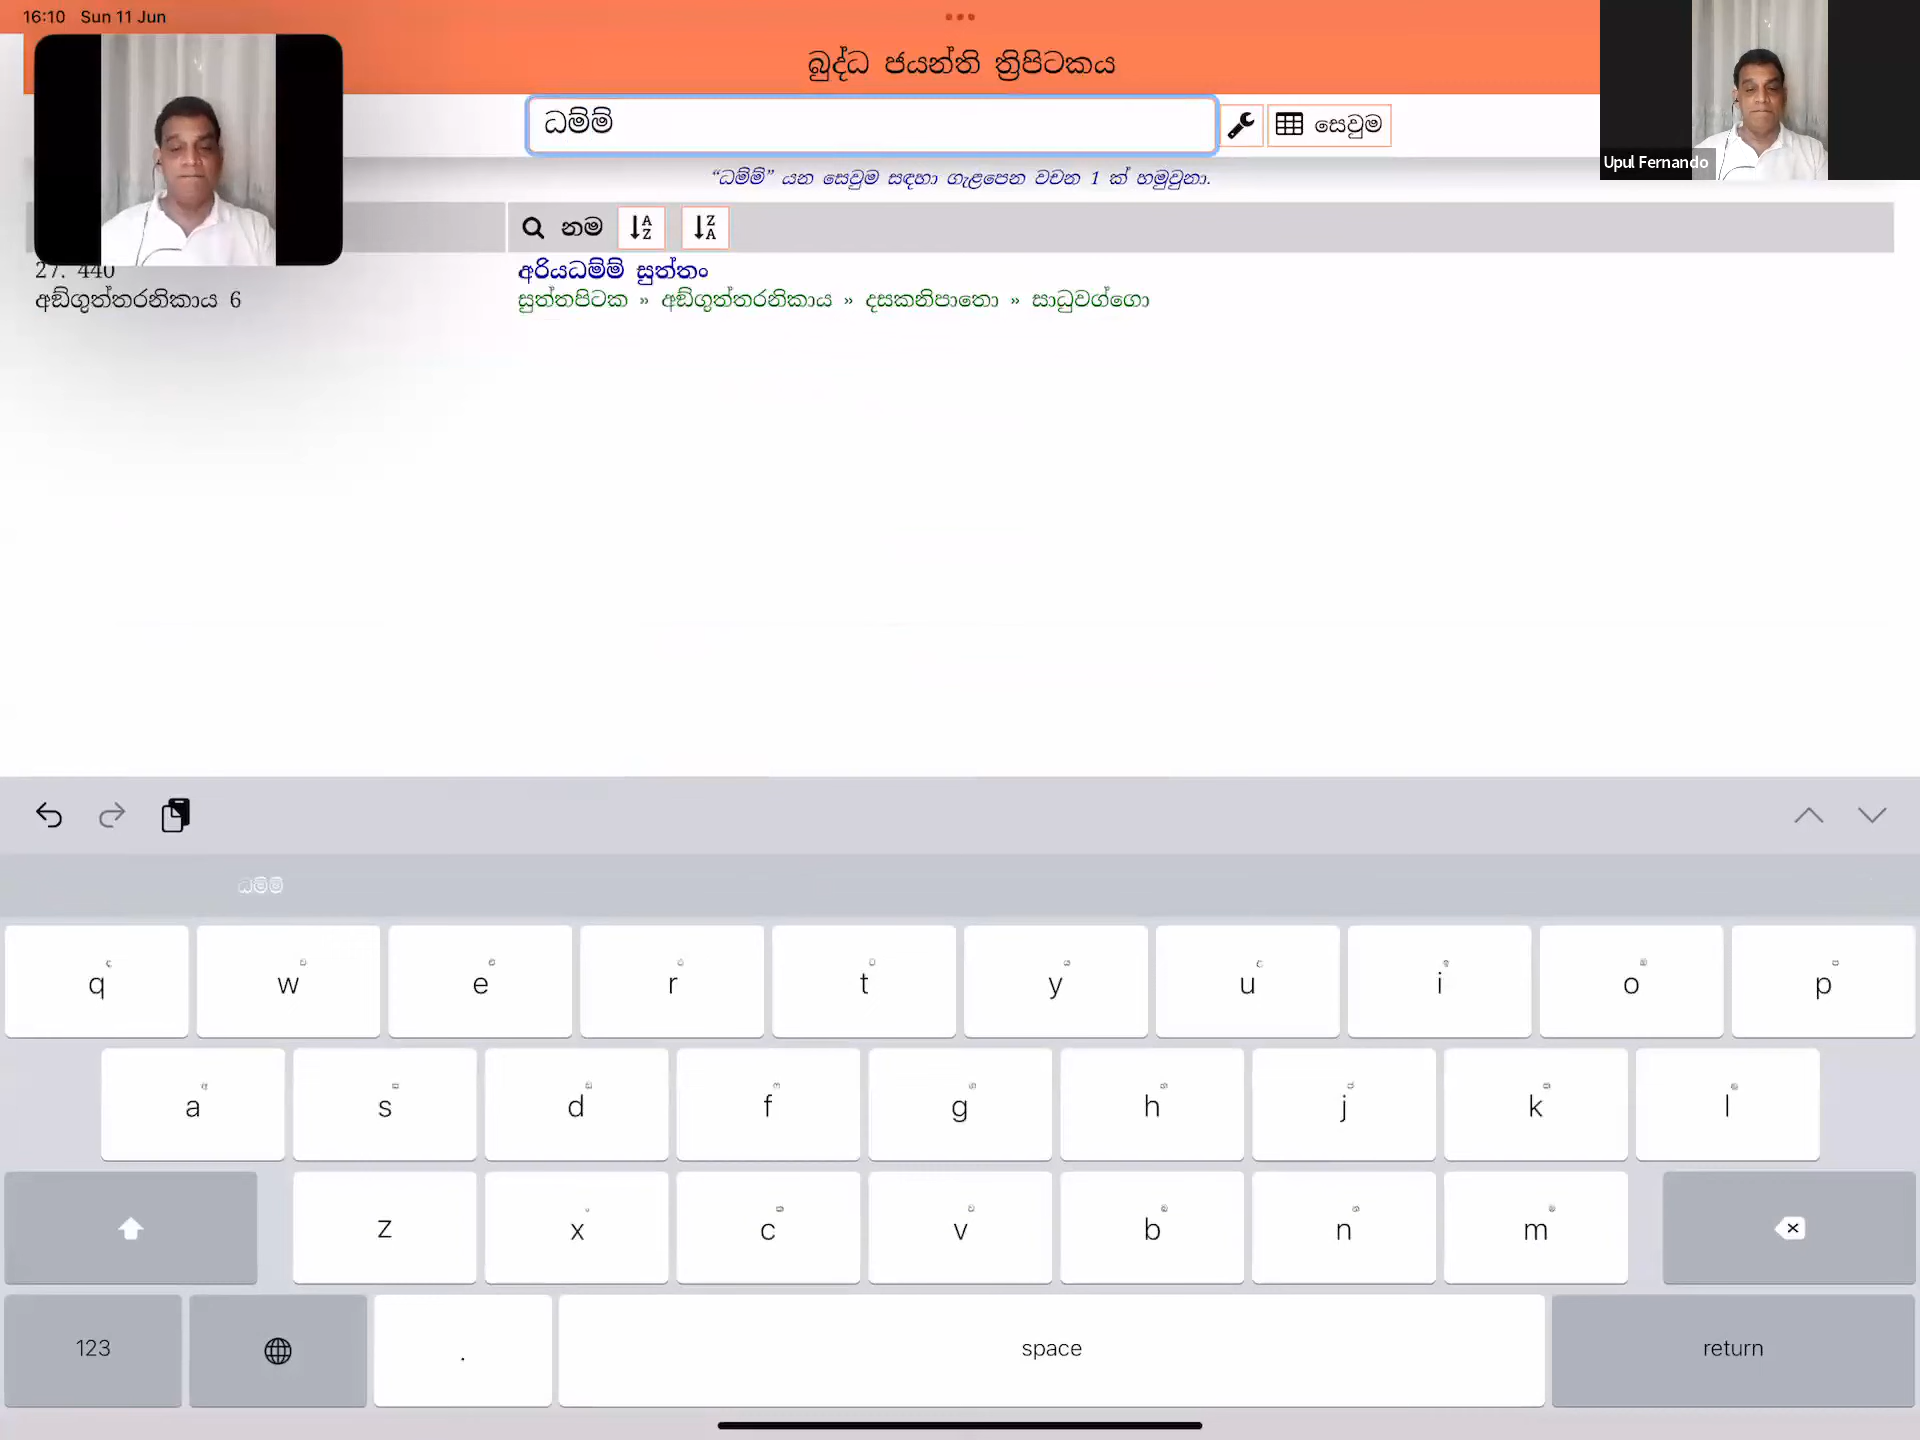 16:10 Sun 11 Jun
බුද්ධ ජයන්ති ත්‍රිපිටකය
ධම්ම්
සෙවුම
Upul Fernando
“ධම්ම්” යන සෙවුම සඳහා ගැළපෙන වචන 1 ක් හමුවුනා.
නම
A Z
Z A
27. 440
අරියධම්ම් සුත්තං
අඞ්ගුත්තරනිකාය 6
සුත්තපිටක » අඞ්ගුත්තරනිකාය » දසකනිපාතො » සාධුවග්ගො
ධම්ම්
q w e r t y u i o p
a s d f g h j k l
z x c v b n m
123 . space return